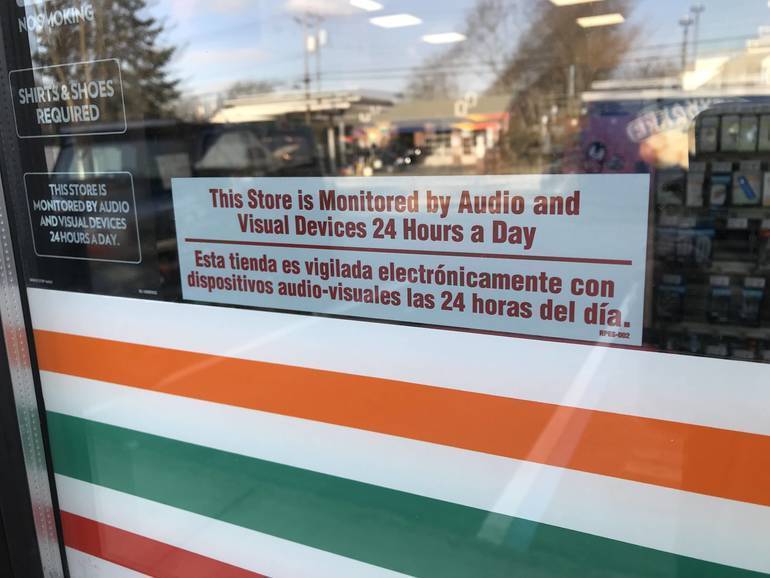 NO SMOKING
SHIRTS & SHOES
REQUIRED
THIS STORE IS
MONITORED BY AUDIO
AND VISUAL DEVICES
24 HOURS A DAY.
This Store is Monitored by Audio and
Visual Devices 24 Hours a Day
Esta tienda es vigilada electrónicamente con
dispositivos audio-visuales las 24 horas del día.